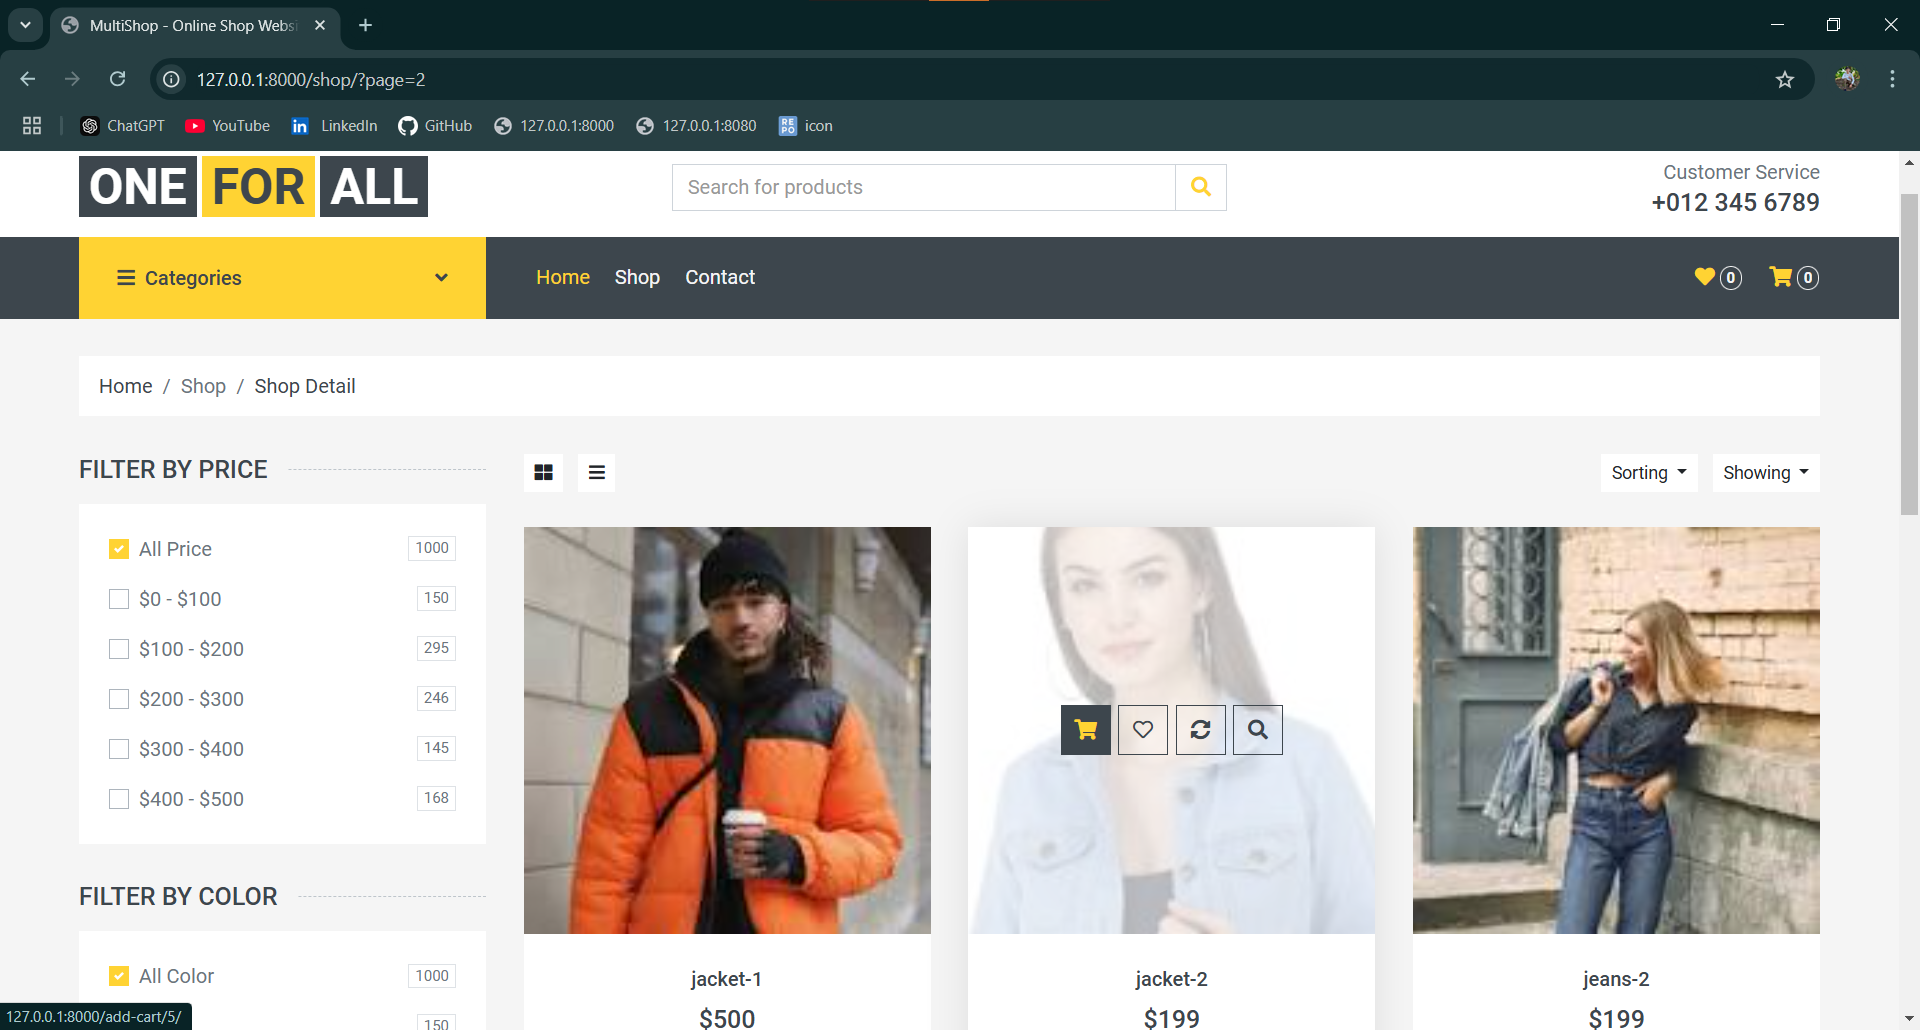 MultiShop - Online Shop Websi
127.0.0.1:8000/shop/?page=2
ChatGPT
YouTube
LinkedIn
GitHub
127.0.0.1:8000
127.0.0.1:8080
REPO icon
ONE FOR ALL
Search for products
Customer Service
+012 345 6789
Categories
Home
Shop
Contact
0
0
Home / Shop / Shop Detail
FILTER BY PRICE
All Price 1000
$0 - $100 150
$100 - $200 295
$200 - $300 246
$300 - $400 145
$400 - $500 168
FILTER BY COLOR
All Color 1000
150
Sorting
Showing
jacket-1
$500
jacket-2
$199
jeans-2
$199
127.0.0.1:8000/add-cart/5/